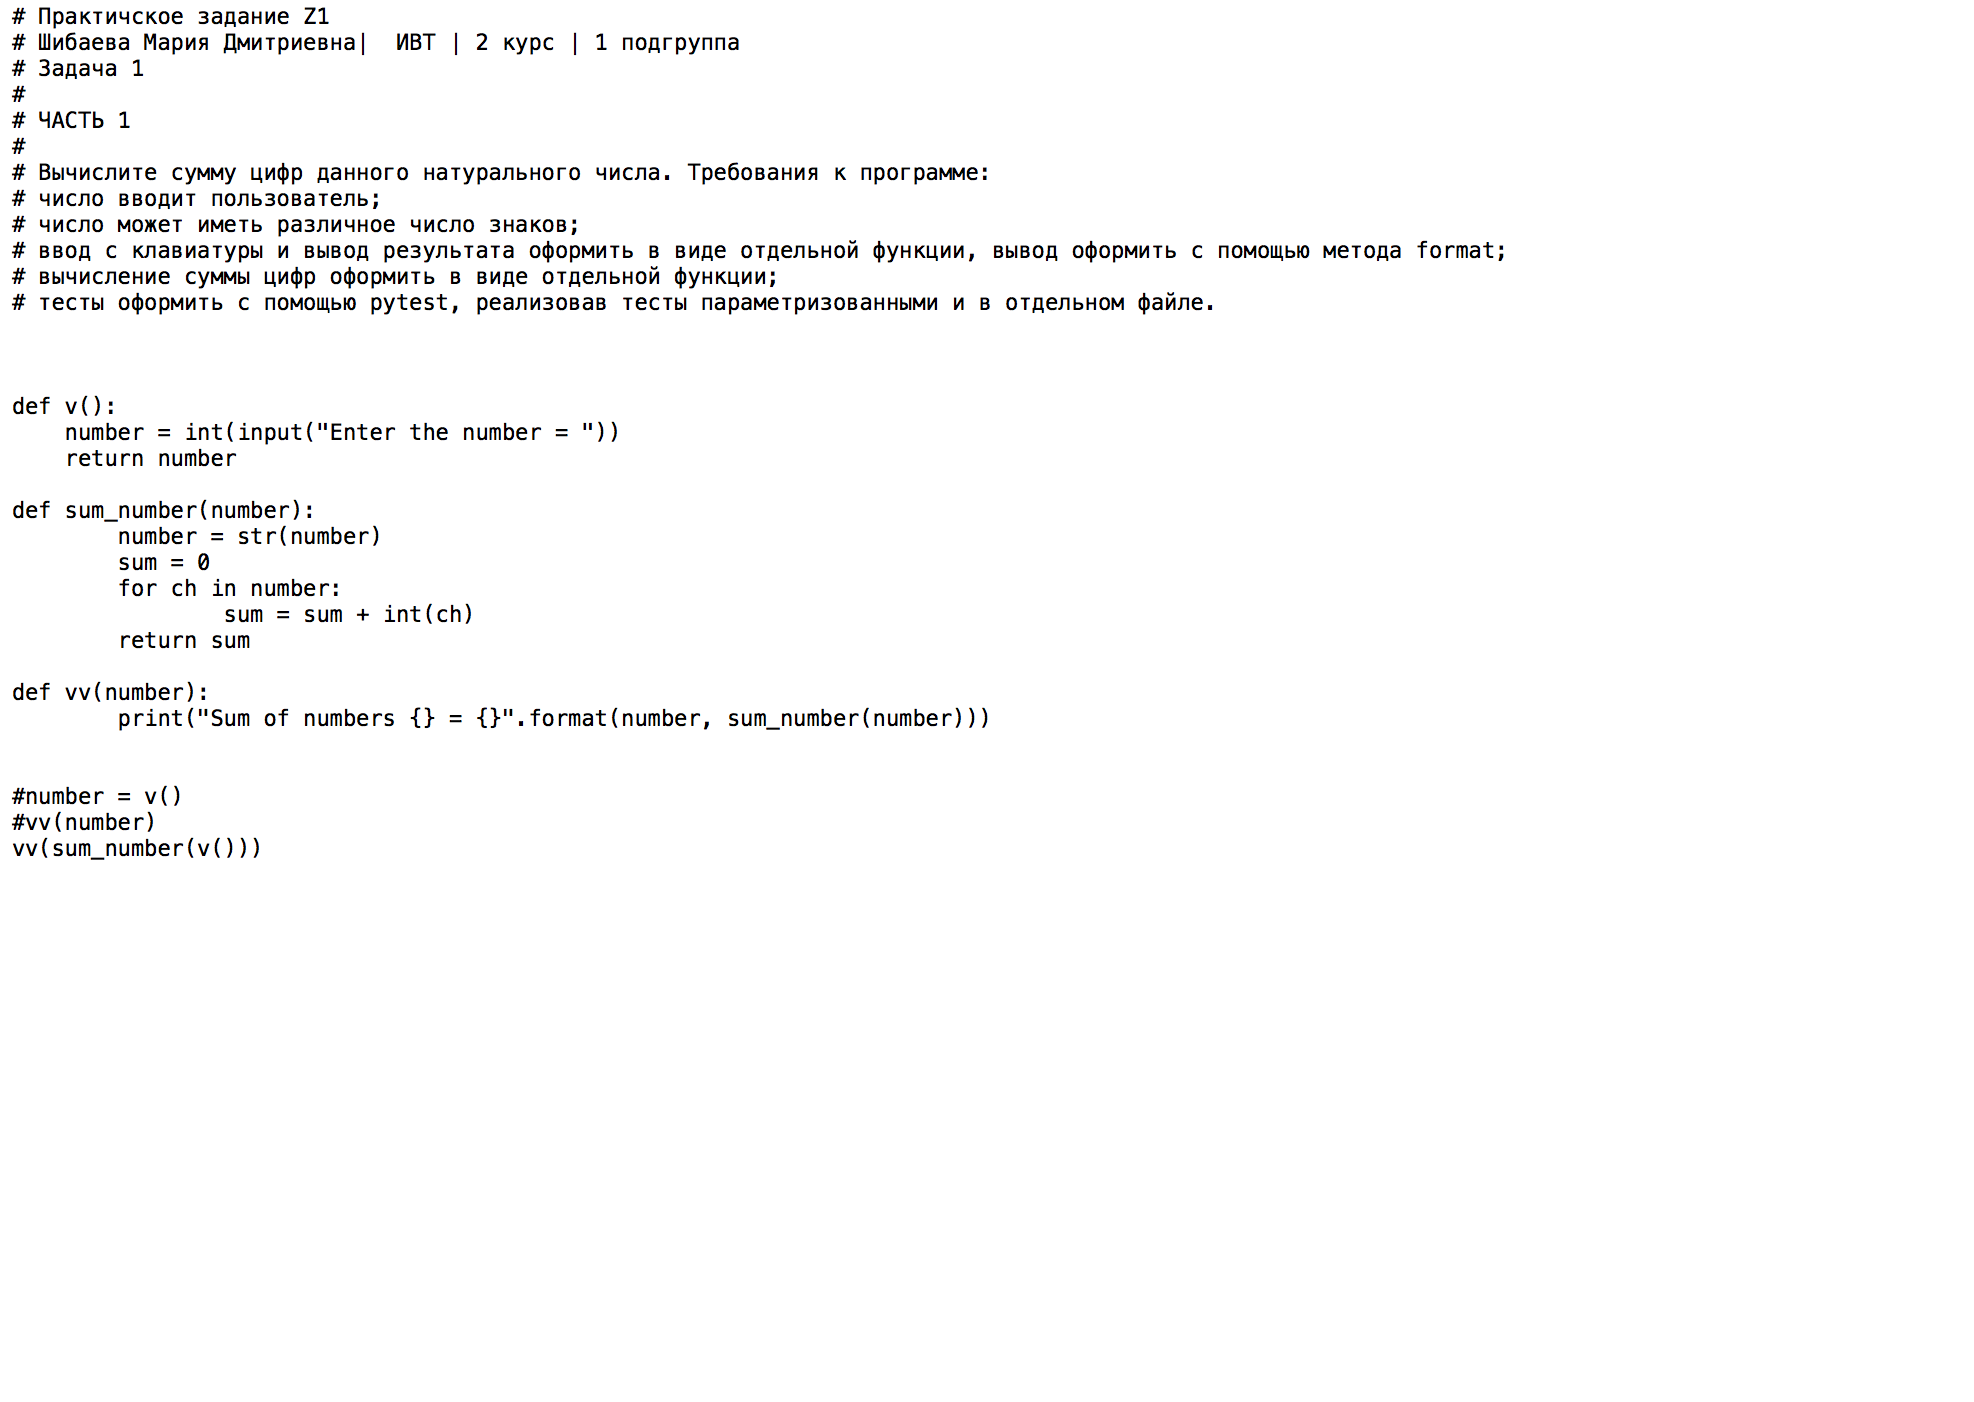 # Практичское задание Z1
# Шибаева Мария Дмитриевна|  ИВТ | 2 курс | 1 подгруппа
# Задача 1
#
# ЧАСТЬ 1
#
# Вычислите сумму цифр данного натурального числа. Требования к программе:
# число вводит пользователь;
# число может иметь различное число знаков;
# ввод с клавиатуры и вывод результата оформить в виде отдельной функции, вывод оформить с помощью метода format;
# вычисление суммы цифр оформить в виде отдельной функции;
# тесты оформить с помощью pytest, реализовав тесты параметризованными и в отдельном файле.
def v():
    number = int(input("Enter the number = "))
    return number
def sum_number(number):
        number = str(number)
        sum = 0
        for ch in number:
                sum = sum + int(ch)
        return sum
def vv(number):
        print("Sum of numbers {} = {}".format(number, sum_number(number)))
#number = v()
#vv(number)
vv(sum_number(v()))